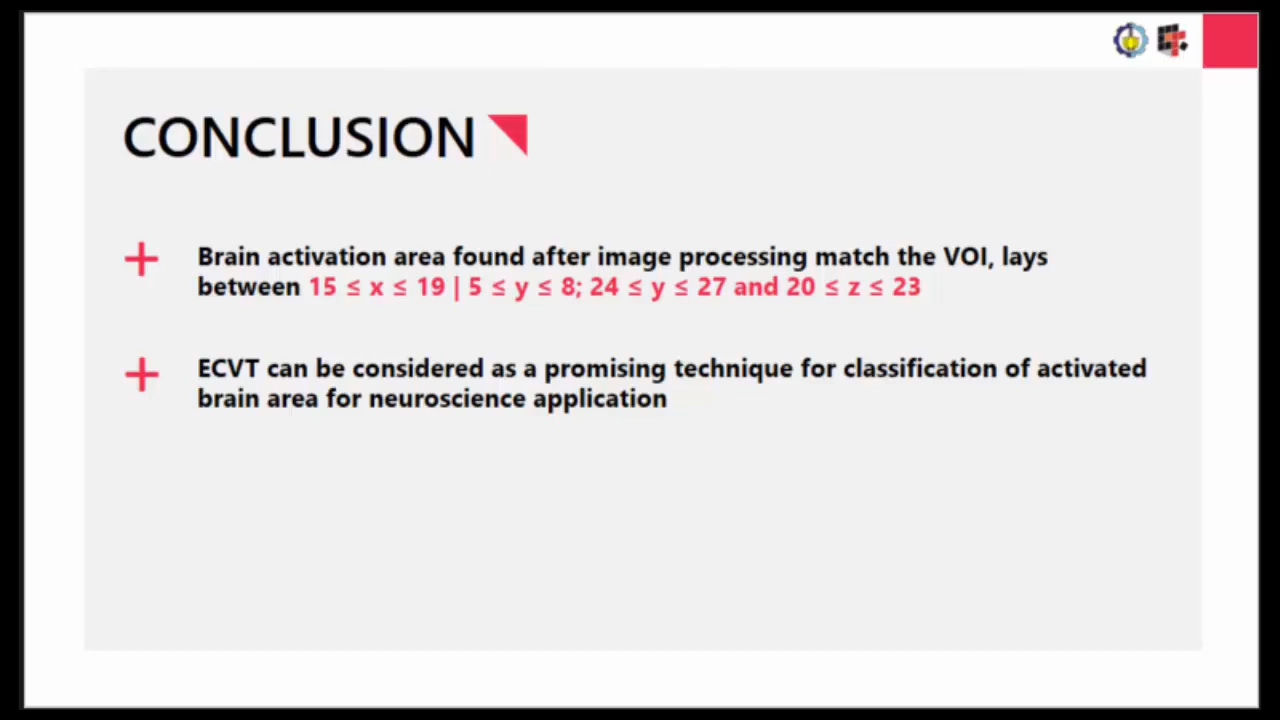 CONCLUSION
Brain activation area found after image processing match the VOI, lays
between 15 ≤ x ≤ 19 | 5 ≤ y ≤ 8; 24 ≤ y ≤ 27 and 20 ≤ z ≤ 23
ECVT can be considered as a promising technique for classification of activated
brain area for neuroscience application